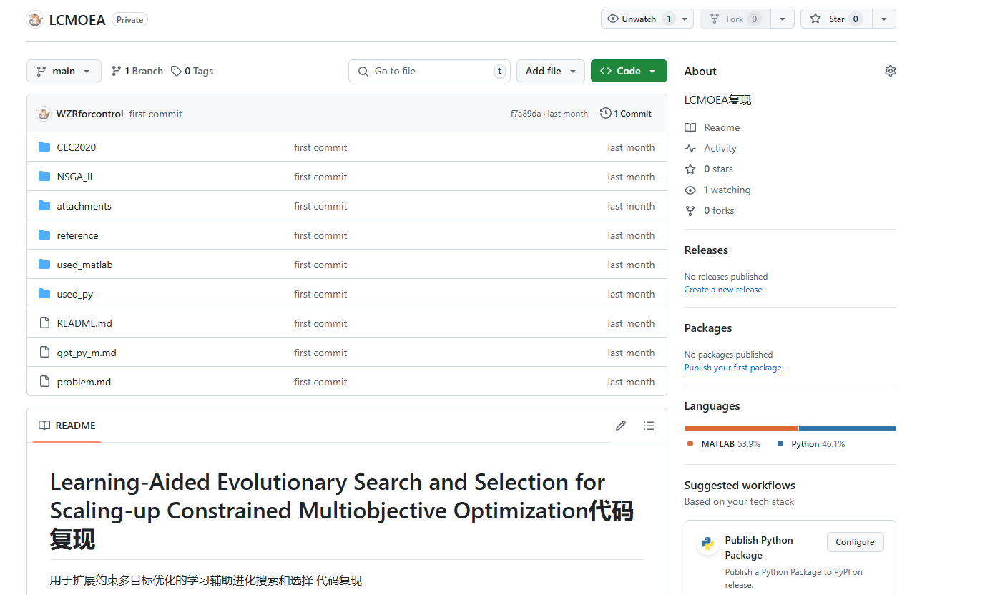 LCMOEA Private Unwatch 1 Fork 0 Star 0
main 1 Branch 0 Tags Go to file t Add file Code
WZRforcontrol first commit f7a89da · last month 1 Commit
CEC2020 first commit last month
NSGA_II first commit last month
attachments first commit last month
reference first commit last month
used_matlab first commit last month
used_py first commit last month
README.md first commit last month
gpt_py_m.md first commit last month
problem.md first commit last month
README
Learning-Aided Evolutionary Search and Selection for
Scaling-up Constrained Multiobjective Optimization代码
复现
用于扩展约束多目标优化的学习辅助进化搜索和选择 代码复现
About
LCMOEA复现
Readme
Activity
0 stars
1 watching
0 forks
Releases
No releases published
Create a new release
Packages
No packages published
Publish your first package
Languages
MATLAB 53.9% Python 46.1%
Suggested workflows
Based on your tech stack
Publish Python Configure
Package
Publish a Python Package to PyPI on
release.